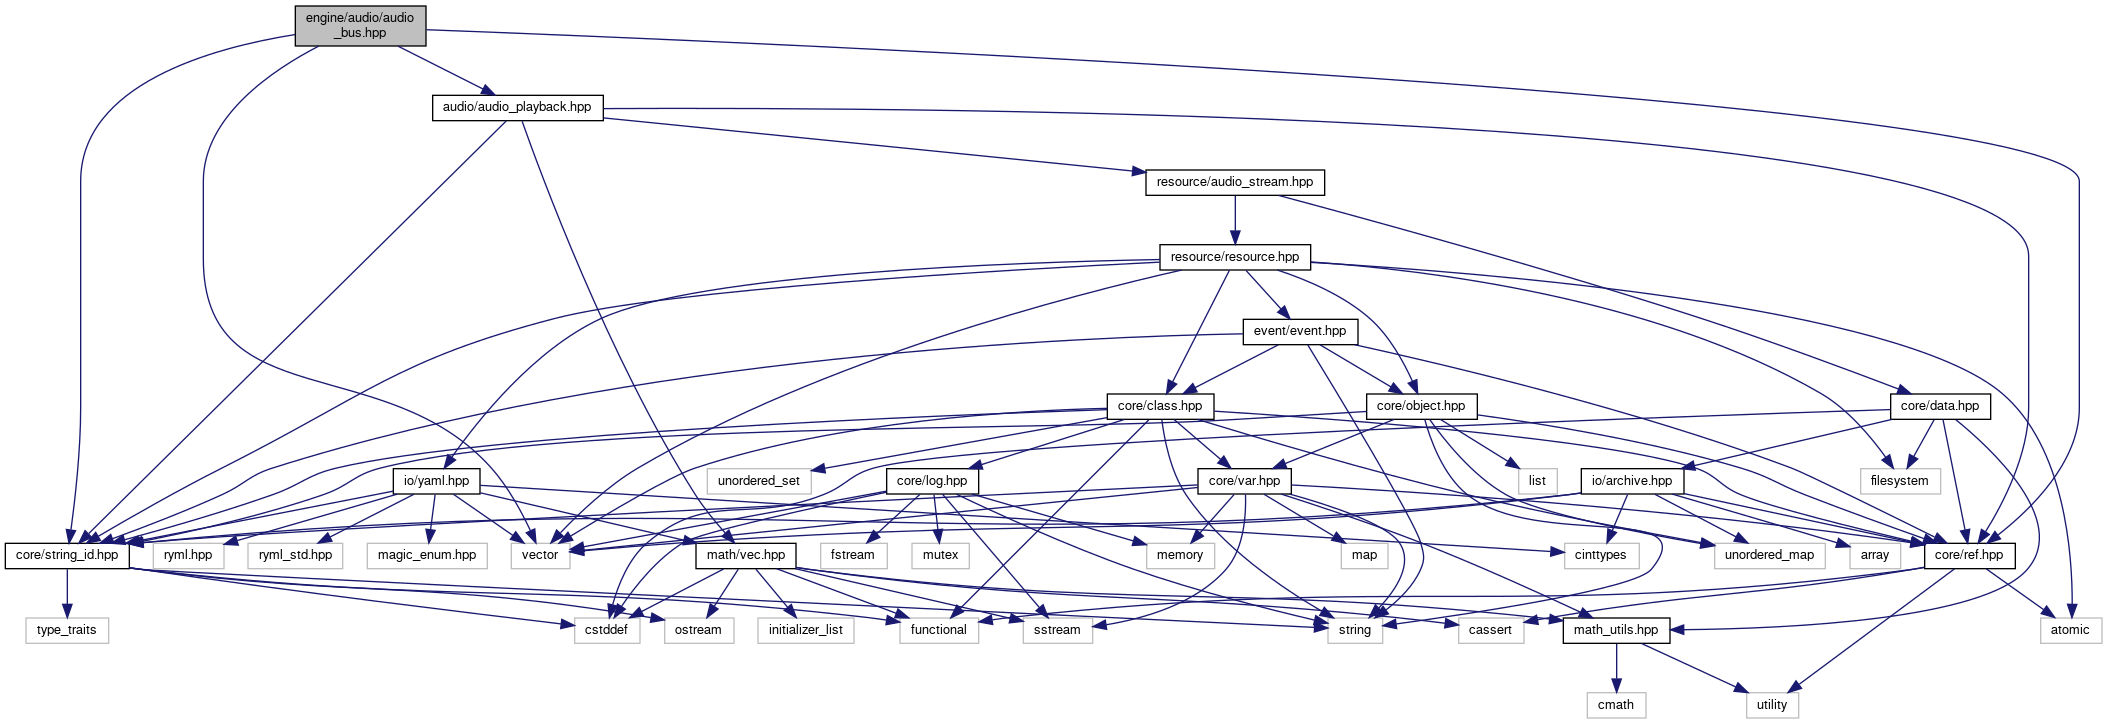 engine/audio/audio
_bus.hpp
audio/audio_playback.hpp
resource/audio_stream.hpp
resource/resource.hpp
event/event.hpp
core/class.hpp
core/object.hpp
core/data.hpp
io/yaml.hpp
unordered_set
core/log.hpp
core/var.hpp
list
io/archive.hpp
filesystem
core/string_id.hpp
ryml.hpp
ryml_std.hpp
magic_enum.hpp
vector
math/vec.hpp
fstream
mutex
memory
map
cinttypes
unordered_map
array
core/ref.hpp
type_traits
cstddef
ostream
initializer_list
functional
sstream
string
cassert
math_utils.hpp
atomic
cmath
utility